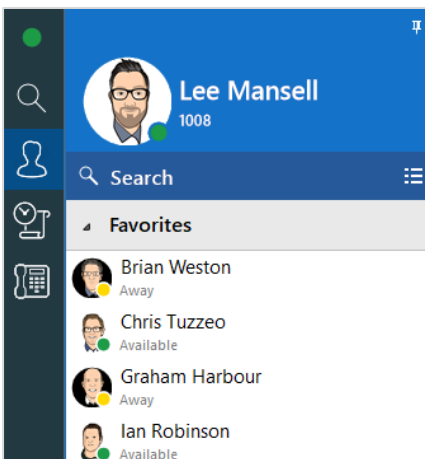 Lee Mansell
1008
Search
Favorites
Brian Weston
Away
Chris Tuzzeo
Available
Graham Harbour
Away
Ian Robinson
Available